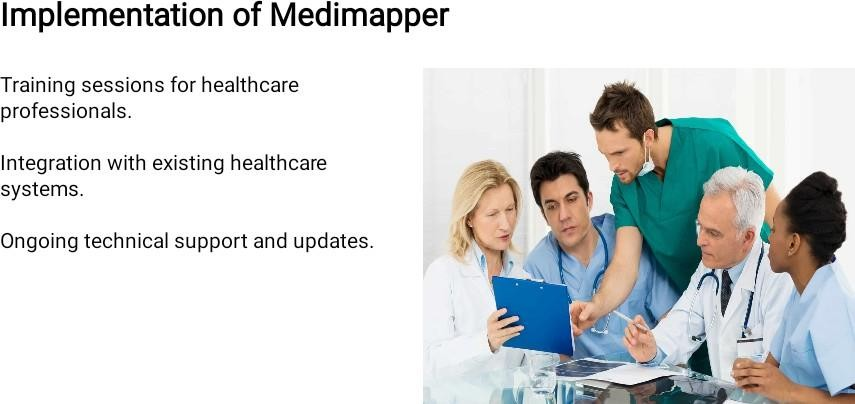 Implementation of Medimapper
Training sessions for healthcare
professionals.
Integration with existing healthcare
systems.
Ongoing technical support and updates.